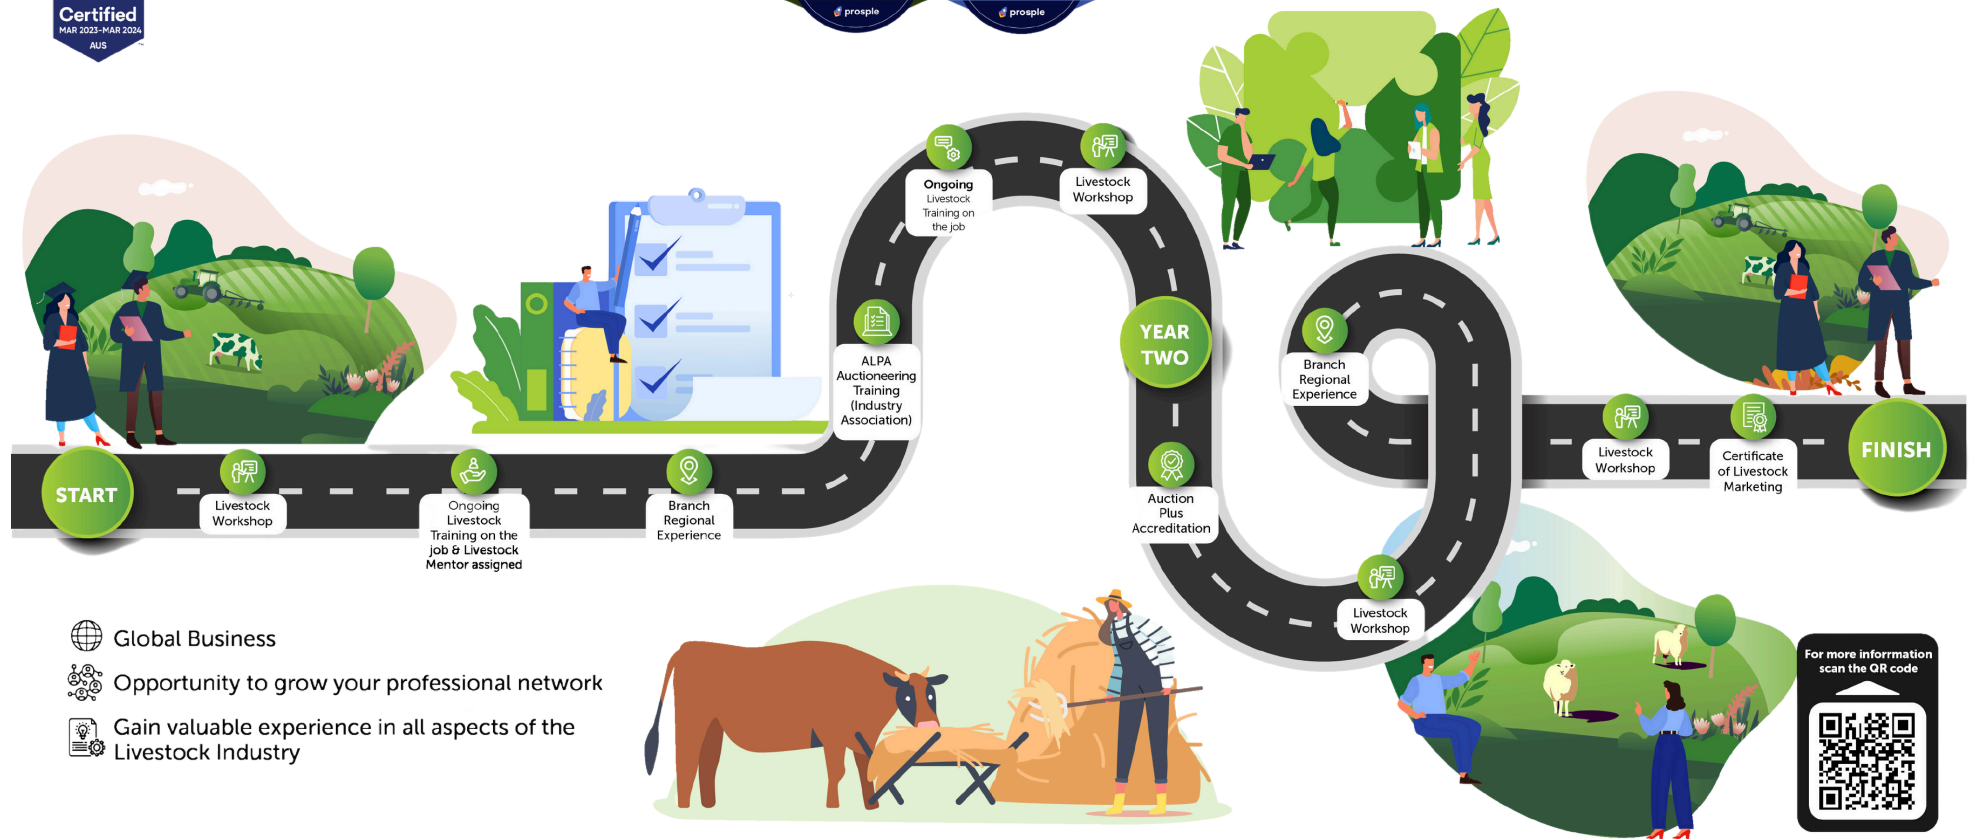 Certified
MAR 2023-MAR 2024
AUS
prosple
prosple
START
Livestock
Workshop
Ongoing
Livestock
Training on the
job & Livestock
Mentor assigned
Branch
Regional
Experience
ALPA
Auctioneering
Training
(Industry
Association)
Ongoing
Livestock
Training on
the job
Livestock
Workshop
YEAR
TWO
Auction
Plus
Accreditation
Livestock
Workshop
Branch
Regional
Experience
Livestock
Workshop
Certificate
of Livestock
Marketing
FINISH
Global Business
Opportunity to grow your professional network
Gain valuable experience in all aspects of the
Livestock Industry
For more inforrmation
scan the QR code